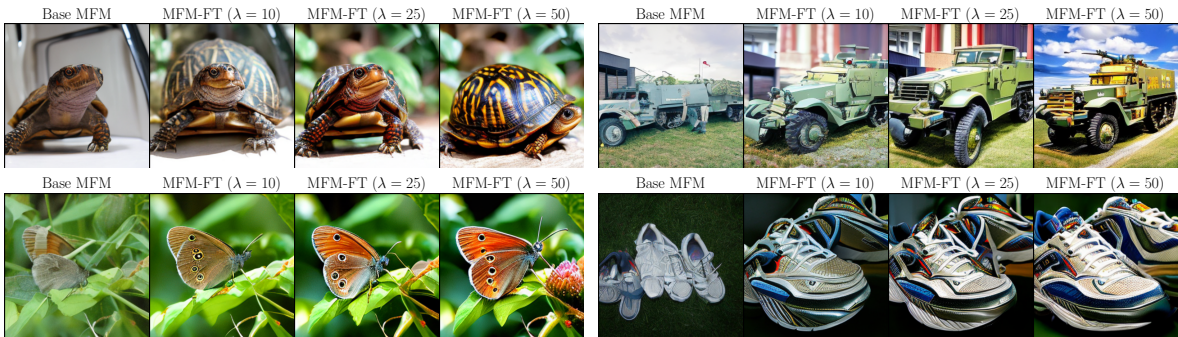 Base MFM MFM-FT (λ = 10) MFM-FT (λ = 25) MFM-FT (λ = 50) Base MFM MFM-FT (λ = 10) MFM-FT (λ = 25) MFM-FT (λ = 50)
Base MFM MFM-FT (λ = 10) MFM-FT (λ = 25) MFM-FT (λ = 50) Base MFM MFM-FT (λ = 10) MFM-FT (λ = 25) MFM-FT (λ = 50)